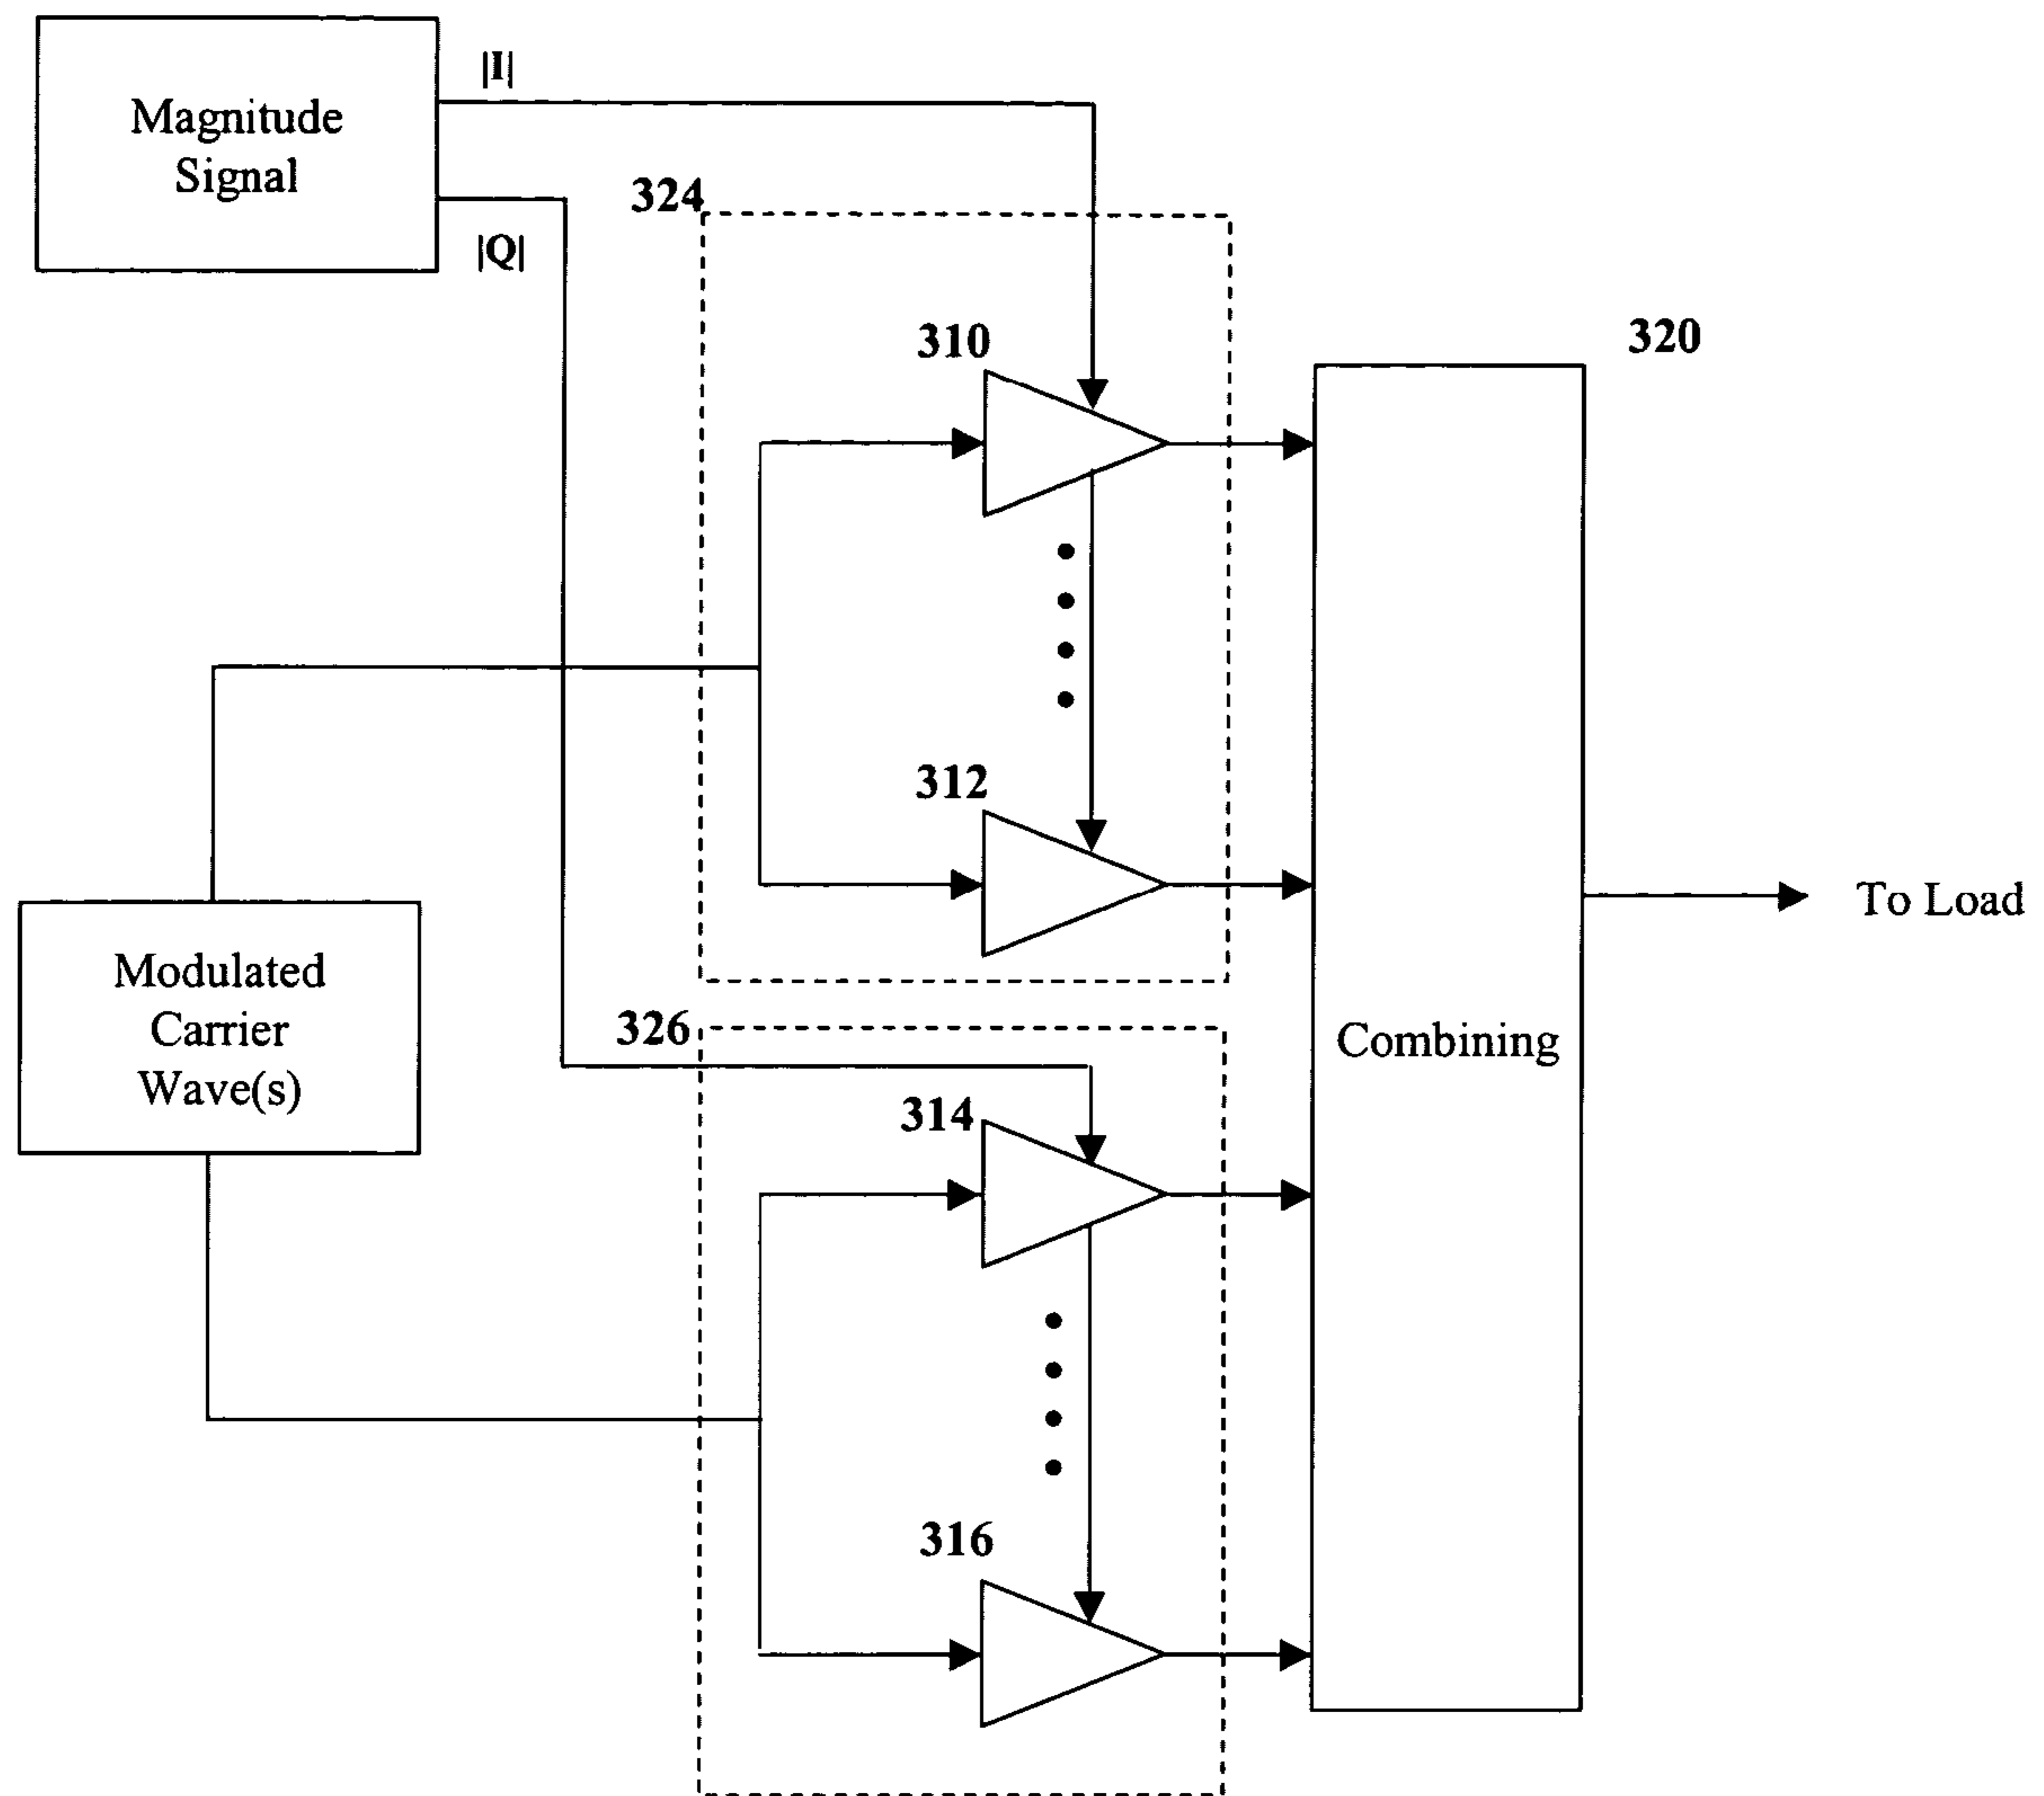 Magnitude
Signal
|I|
|Q|
324
310
320
312
To Load
Modulated
Carrier
Wave(s)
326
Combining
314
316